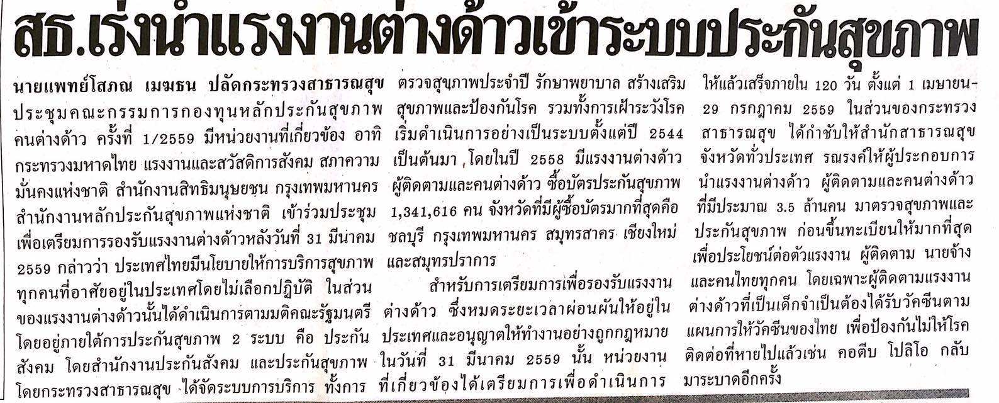 สธ.เร่งนำแรงงานต่างด้าวเข้าระบบประกันสุขภาพ
นายแพทย์โสภณ เมฆธน ปลัดกระทรวงสาธารณสุข
ประชุมคณะกรรมการกองทุนหลักประกันสุขภาพ
คนต่างด้าว ครั้งที่ 1/2559 มีหน่วยงานที่เกี่ยวข้อง อาทิ
กระทรวงมหาดไทย แรงงานและสวัสดิการสังคม สภาความ
มั่นคงแห่งชาติ สำนักงานสิทธิมนุษยชน กรุงเทพมหานคร
สำนักงานหลักประกันสุขภาพแห่งชาติ เข้าร่วมประชุม
เพื่อเตรียมการรองรับแรงงานต่างด้าวหลังวันที่ 31 มีนาคม
2559 กล่าวว่า ประเทศไทยมีนโยบายให้การบริการสุขภาพ
ทุกคนที่อาศัยอยู่ในประเทศโดยไม่เลือกปฏิบัติ ในส่วน
ของแรงงานต่างด้าวนั้นได้ดำเนินการตามมติคณะรัฐมนตรี
โดยอยู่ภายใต้การประกันสุขภาพ 2 ระบบ คือ ประกัน
สังคม โดยสำนักงานประกันสังคม และประกันสุขภาพ
โดยกระทรวงสาธารณสุข ได้จัดระบบการบริการ ทั้งการ
ตรวจสุขภาพประจำปี รักษาพยาบาล สร้างเสริม
สุขภาพและป้องกันโรค รวมทั้งการเฝ้าระวังโรค
เริ่มดำเนินการอย่างเป็นระบบตั้งแต่ปี 2544
เป็นต้นมา โดยในปี 2558 มีแรงงานต่างด้าว
ผู้ติดตามและคนต่างด้าว ซื้อบัตรประกันสุขภาพ
1,341,616 คน จังหวัดที่มีผู้ซื้อบัตรมากที่สุดคือ
ชลบุรี กรุงเทพมหานคร สมุทรสาคร เชียงใหม่
และสมุทรปราการ
สำหรับการเตรียมการเพื่อรองรับแรงงาน
ต่างด้าว ซึ่งหมดระยะเวลาผ่อนผันให้อยู่ใน
ประเทศและอนุญาตให้ทำงานอย่างถูกกฎหมาย
ในวันที่ 31 มีนาคม 2559 นั้น หน่วยงาน
ที่เกี่ยวข้องได้เตรียมการเพื่อดำเนินการ
ให้แล้วเสร็จภายใน 120 วัน ตั้งแต่ 1 เมษายน-
29 กรกฎาคม 2559 ในส่วนของกระทรวง
สาธารณสุข ได้กำชับให้สำนักสาธารณสุข
จังหวัดทั่วประเทศ รณรงค์ให้ผู้ประกอบการ
นำแรงงานต่างด้าว ผู้ติดตามและคนต่างด้าว
ที่มีประมาณ 3.5 ล้านคน มาตรวจสุขภาพและ
ประกันสุขภาพ ก่อนขึ้นทะเบียนให้มากที่สุด
เพื่อประโยชน์ต่อตัวแรงงาน ผู้ติดตาม นายจ้าง
และคนไทยทุกคน โดยเฉพาะผู้ติดตามแรงงาน
ต่างด้าวที่เป็นเด็กจำเป็นต้องได้รับวัคซีนตาม
แผนการให้วัคซีนของไทย เพื่อป้องกันไม่ให้โรค
ติดต่อที่หายไปแล้วเช่น คอตีบ โปลิโอ กลับ
มาระบาดอีกครั้ง